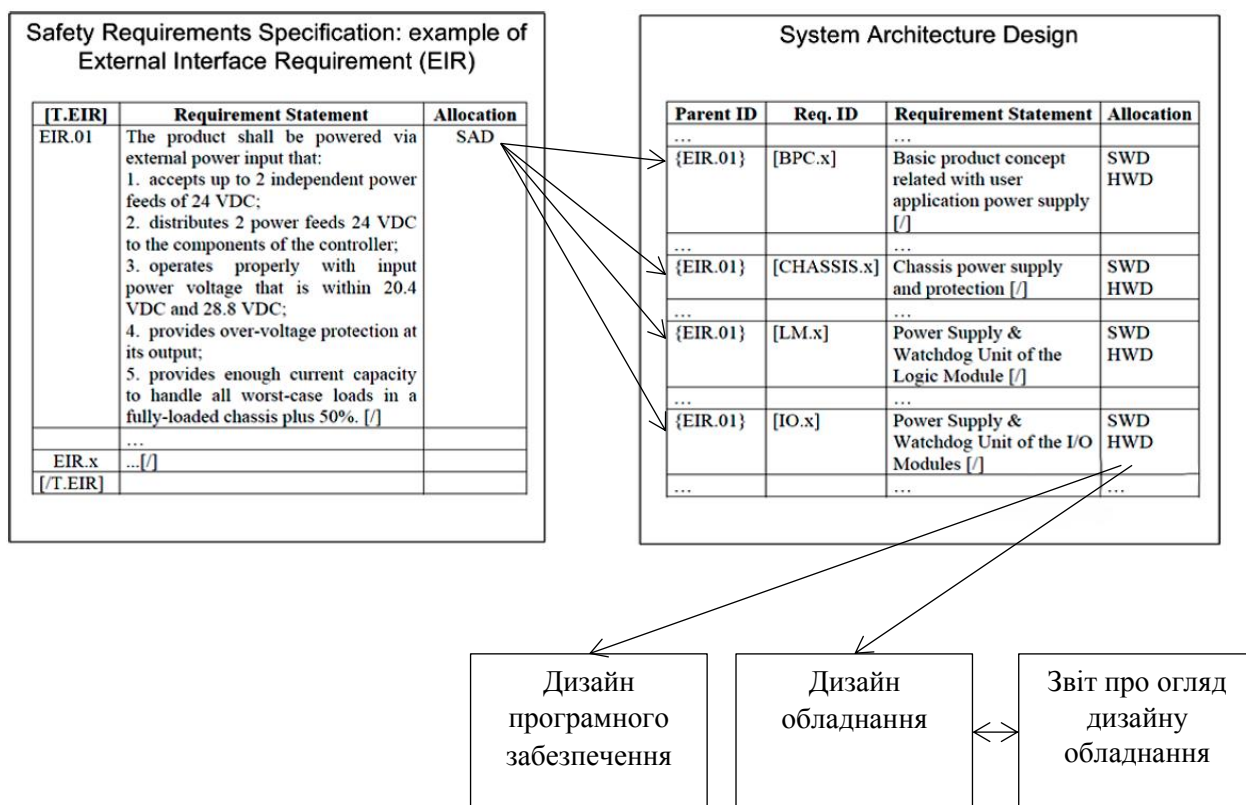 Safety Requirements Specification: example of
External Interface Requirement (EIR)
[T.EIR] Requirement Statement Allocation
EIR.01 The product shall be powered via SAD
external power input that:
1. accepts up to 2 independent power
feeds of 24 VDC;
2. distributes 2 power feeds 24 VDC
to the components of the controller;
3. operates properly with input
power voltage that is within 20.4
VDC and 28.8 VDC;
4. provides over-voltage protection at
its output;
5. provides enough current capacity
to handle all worst-case loads in a
fully-loaded chassis plus 50%. [/]
…
EIR.x ...[/]
[/T.EIR]
System Architecture Design
Parent ID Req. ID Requirement Statement Allocation
… …
{EIR.01} [BPC.x] Basic product concept SWD
related with user HWD
application power supply
[/]
… …
{EIR.01} [CHASSIS.x] Chassis power supply SWD
and protection [/] HWD
… …
{EIR.01} [LM.x] Power Supply & SWD
Watchdog Unit of the HWD
Logic Module [/]
… …
{EIR.01} [IO.x] Power Supply & SWD
Watchdog Unit of the I/O HWD
Modules [/]
… … …
Дизайн
програмного
забезпечення
Дизайн
обладнання
Звіт про огляд
дизайну
обладнання